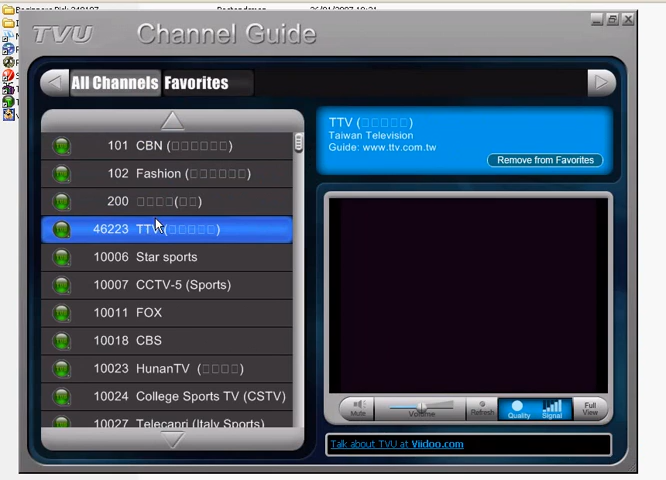 TVU Channel Guide
All Channels Favorites
101 CBN (□□□□□□)
102 Fashion (□□□□□□)
200 □□□□(□□)
46223 TTV(□□□□□)
10006 Star sports
10007 CCTV-5 (Sports)
10011 FOX
10018 CBS
10023 HunanTV (□□□□)
10024 College Sports TV (CSTV)
10027 Telecapri (Italy Sports)
TTV (□□□□□)
Taiwan Television
Guide: www.ttv.com.tw
Remove from Favorites
Mute Volume Refresh Quality Signal Full View
Talk about TVU at Viidoo.com